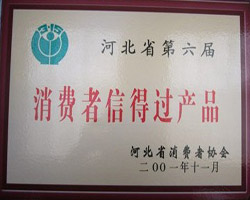 河北省第六届
消费者信得过产品
河北省消费者协会
二00一年十一月